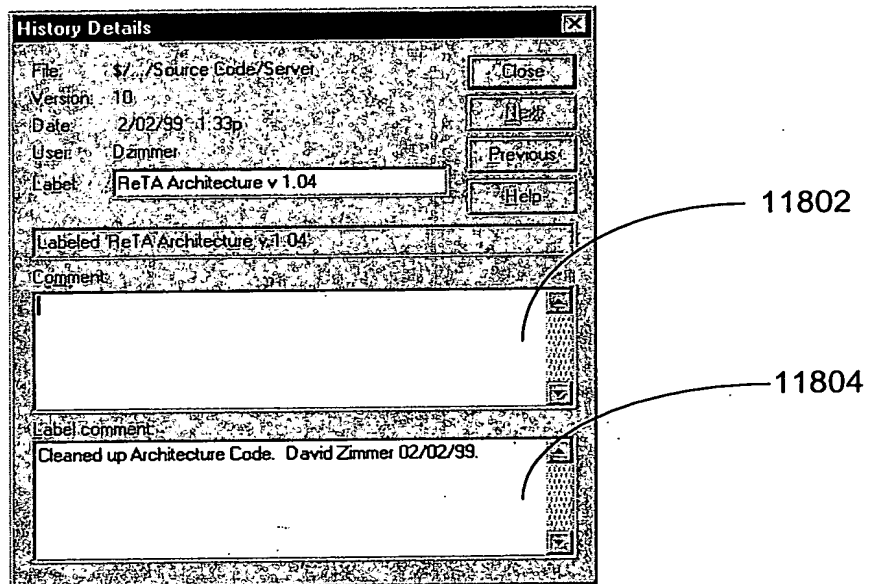 History Details
File: $/.../Source Code/Server
Version: 10
Date: 2/02/99 1:33p
User: Dzimmer
Label: ReTA Architecture v 1.04
Close
Next
Previous
Help
Labeled 'ReTA Architecture v 1.04'
Comment:
Label comment:
Cleaned up Architecture Code. David Zimmer 02/02/99.
11802
11804